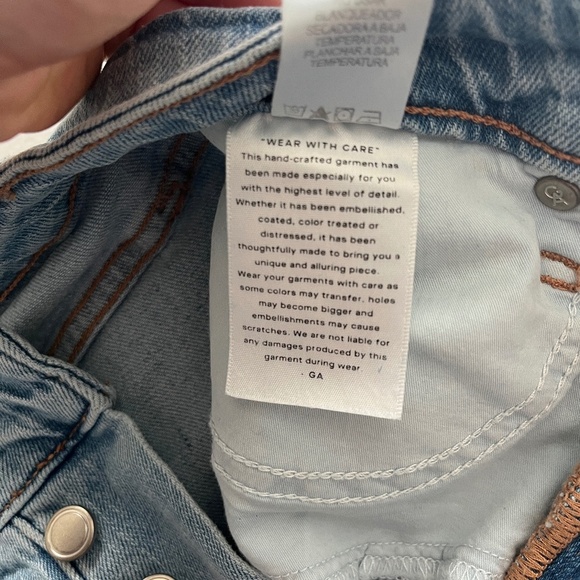 BLANQUEADOR
SECADORA A BAJA
TEMPERATURA
PLANCHAR A BAJA
TEMPERATURA
"WEAR WITH CARE"
This hand-crafted garment has
been made especially for you
with the highest level of detail.
Whether it has been embellished,
coated, color treated or
distressed, it has been
thoughtfully made to bring you a
unique and alluring piece.
Wear your garments with care as
some colors may transfer, holes
may become bigger and
embellishments may cause
scratches. We are not liable for
any damages produced by this
garment during wear.
- GA